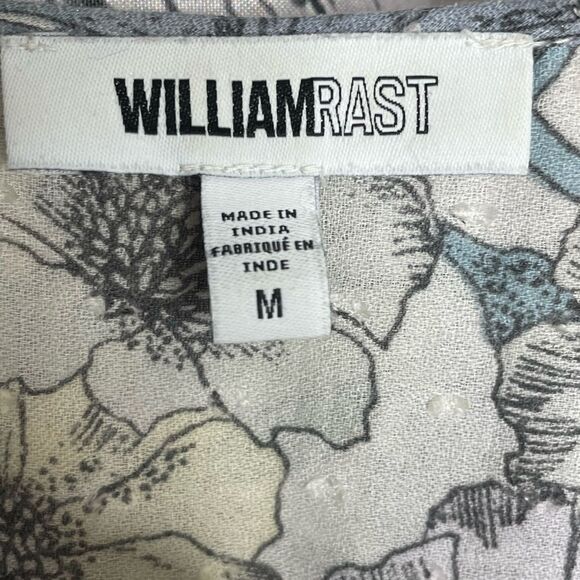 WILLIAMRAST
MADE IN
INDIA
FABRIQUÉ EN
INDE
M